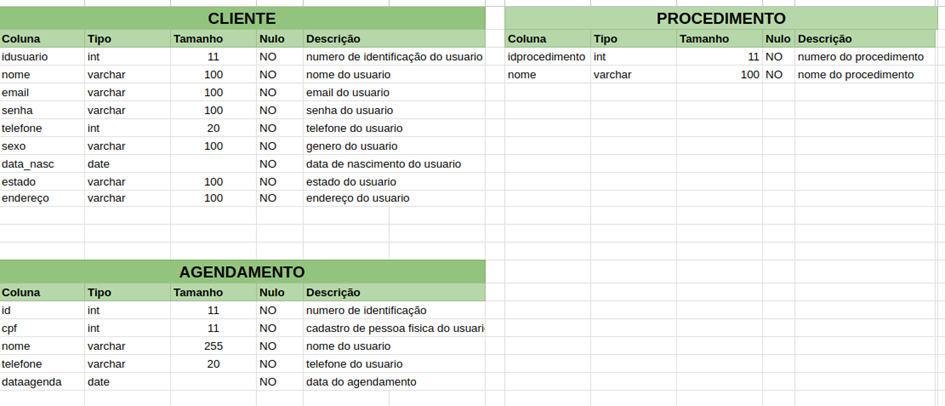 CLIENTE
Coluna Tipo Tamanho Nulo Descrição
idusuario int 11 NO numero de identificação do usuario
nome varchar 100 NO nome do usuario
email varchar 100 NO email do usuario
senha varchar 100 NO senha do usuario
telefone int 20 NO telefone do usuario
sexo varchar 100 NO genero do usuario
data_nasc date NO data de nascimento do usuario
estado varchar 100 NO estado do usuario
endereço varchar 100 NO endereço do usuario
PROCEDIMENTO
Coluna Tipo Tamanho Nulo Descrição
idprocedimento int 11 NO numero do procedimento
nome varchar 100 NO nome do procedimento
AGENDAMENTO
Coluna Tipo Tamanho Nulo Descrição
id int 11 NO numero de identificação
cpf int 11 NO cadastro de pessoa fisica do usuari
nome varchar 255 NO nome do usuario
telefone varchar 20 NO telefone do usuario
dataagenda date NO data do agendamento